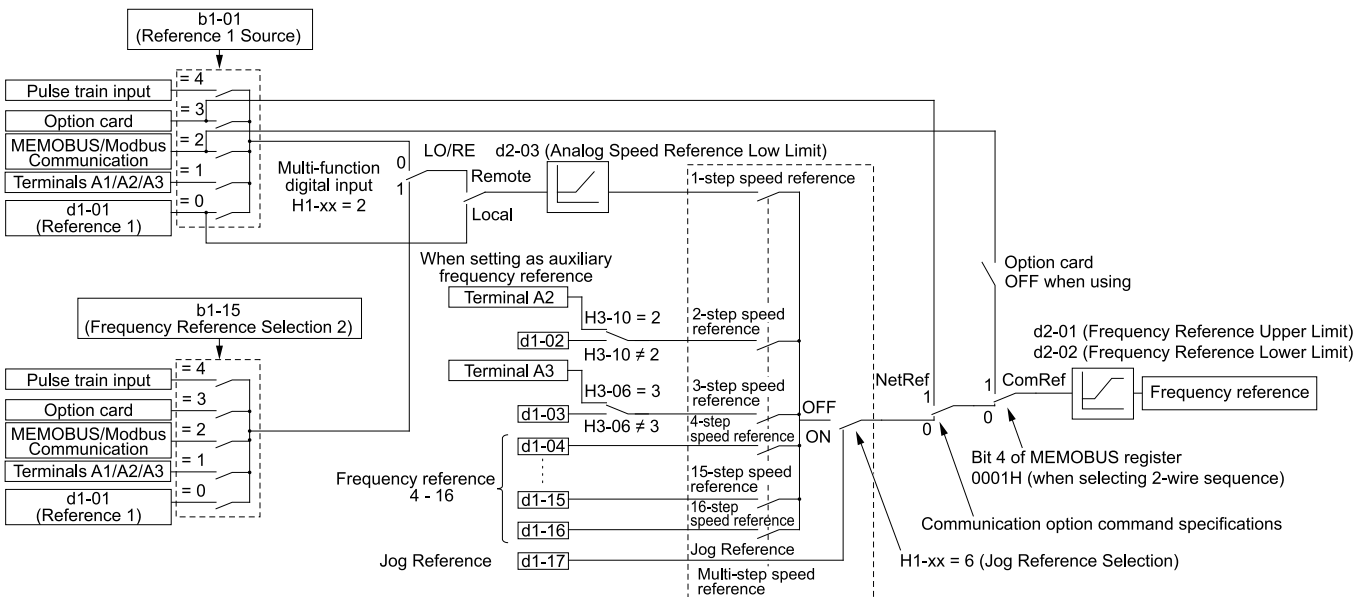 b1-01
(Reference 1 Source)
= 4
Pulse train input
= 3
Option card
= 2
MEMOBUS/Modbus
Communication
= 1
Terminals A1/A2/A3
= 0
d1-01
(Reference 1)
Multi-function
digital input
H1-xx = 2
0
1
LO/RE
Remote
Local
d2-03 (Analog Speed Reference Low Limit)
1-step speed reference
When setting as auxiliary
frequency reference
Terminal A2
H3-10 = 2
d1-02
H3-10 ≠ 2
2-step speed
reference
Terminal A3
H3-06 = 3
d1-03
H3-06 ≠ 3
3-step speed
reference
4-step
speed reference
d1-04
Frequency reference
4 - 16
d1-15
15-step speed
reference
d1-16
16-step
speed reference
Jog Reference
d1-17
Jog Reference
Multi-step speed
reference
b1-15
(Frequency Reference Selection 2)
= 4
Pulse train input
= 3
Option card
= 2
MEMOBUS/Modbus
Communication
= 1
Terminals A1/A2/A3
= 0
d1-01
(Reference 1)
OFF
ON
NetRef
1
0
Option card
OFF when using
1
0
ComRef
d2-01 (Frequency Reference Upper Limit)
d2-02 (Frequency Reference Lower Limit)
Frequency reference
Bit 4 of MEMOBUS register
0001H (when selecting 2-wire sequence)
Communication option command specifications
H1-xx = 6 (Jog Reference Selection)